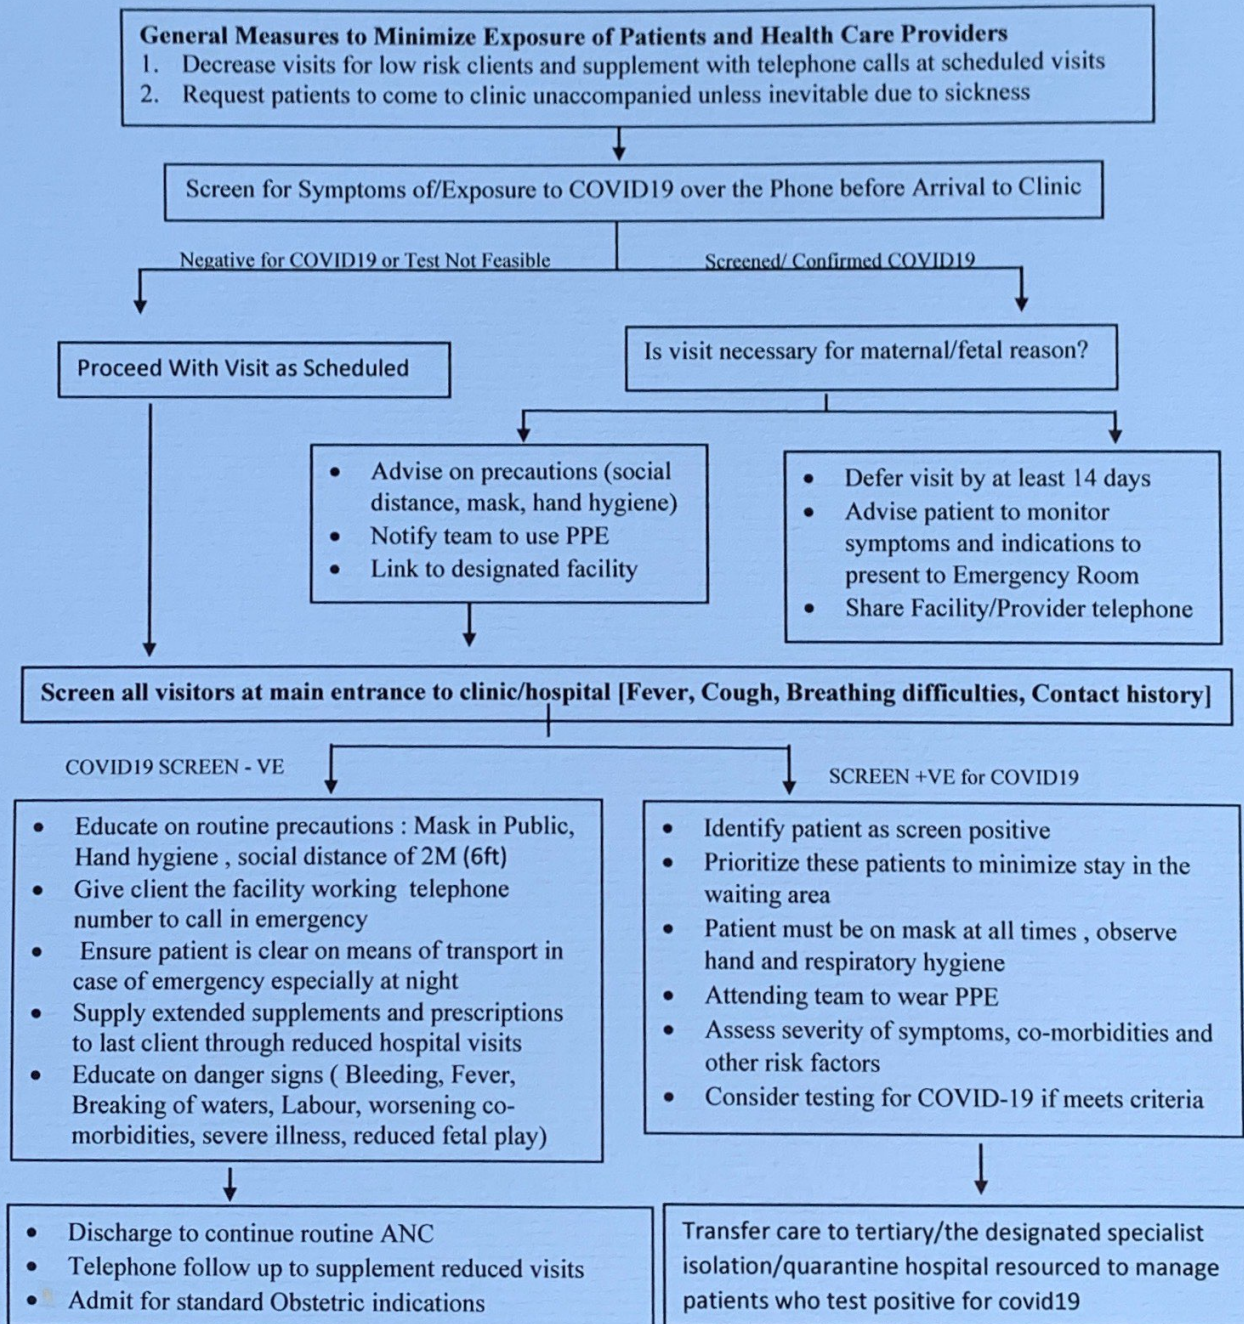 General Measures to Minimize Exposure of Patients and Health Care Providers
1. Decrease visits for low risk clients and supplement with telephone calls at scheduled visits
2. Request patients to come to clinic unaccompanied unless inevitable due to sickness
Screen for Symptoms of/Exposure to COVID19 over the Phone before Arrival to Clinic
Negative for COVID19 or Test Not Feasible
Screened/ Confirmed COVID19
Proceed With Visit as Scheduled
Is visit necessary for maternal/fetal reason?
• Advise on precautions (social
distance, mask, hand hygiene)
• Notify team to use PPE
• Link to designated facility
• Defer visit by at least 14 days
• Advise patient to monitor
symptoms and indications to
present to Emergency Room
• Share Facility/Provider telephone
Screen all visitors at main entrance to clinic/hospital [Fever, Cough, Breathing difficulties, Contact history]
COVID19 SCREEN - VE
SCREEN +VE for COVID19
• Educate on routine precautions : Mask in Public,
Hand hygiene , social distance of 2M (6ft)
• Give client the facility working telephone
number to call in emergency
• Ensure patient is clear on means of transport in
case of emergency especially at night
• Supply extended supplements and prescriptions
to last client through reduced hospital visits
• Educate on danger signs ( Bleeding, Fever,
Breaking of waters, Labour, worsening co-
morbidities, severe illness, reduced fetal play)
• Identify patient as screen positive
• Prioritize these patients to minimize stay in the
waiting area
• Patient must be on mask at all times , observe
hand and respiratory hygiene
• Attending team to wear PPE
• Assess severity of symptoms, co-morbidities and
other risk factors
• Consider testing for COVID-19 if meets criteria
• Discharge to continue routine ANC
• Telephone follow up to supplement reduced visits
• Admit for standard Obstetric indications
Transfer care to tertiary/the designated specialist
isolation/quarantine hospital resourced to manage
patients who test positive for covid19